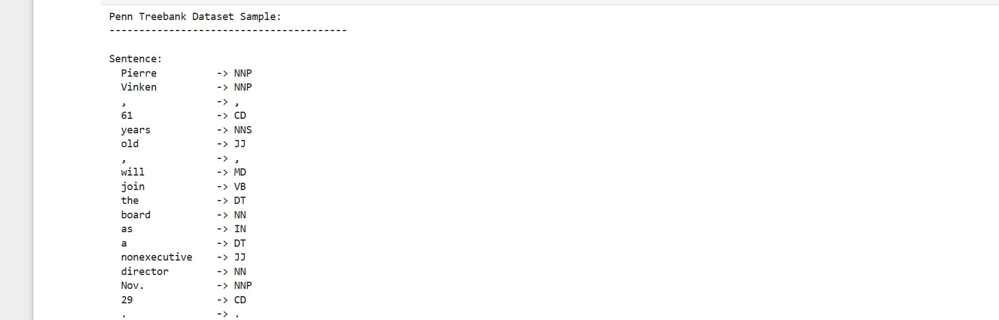 Penn Treebank Dataset Sample:
----------------------------------------
Sentence:
Pierre -> NNP
Vinken -> NNP
, -> ,
61 -> CD
years -> NNS
old -> JJ
, -> ,
will -> MD
join -> VB
the -> DT
board -> NN
as -> IN
a -> DT
nonexecutive -> JJ
director -> NN
Nov. -> NNP
29 -> CD
. -> .